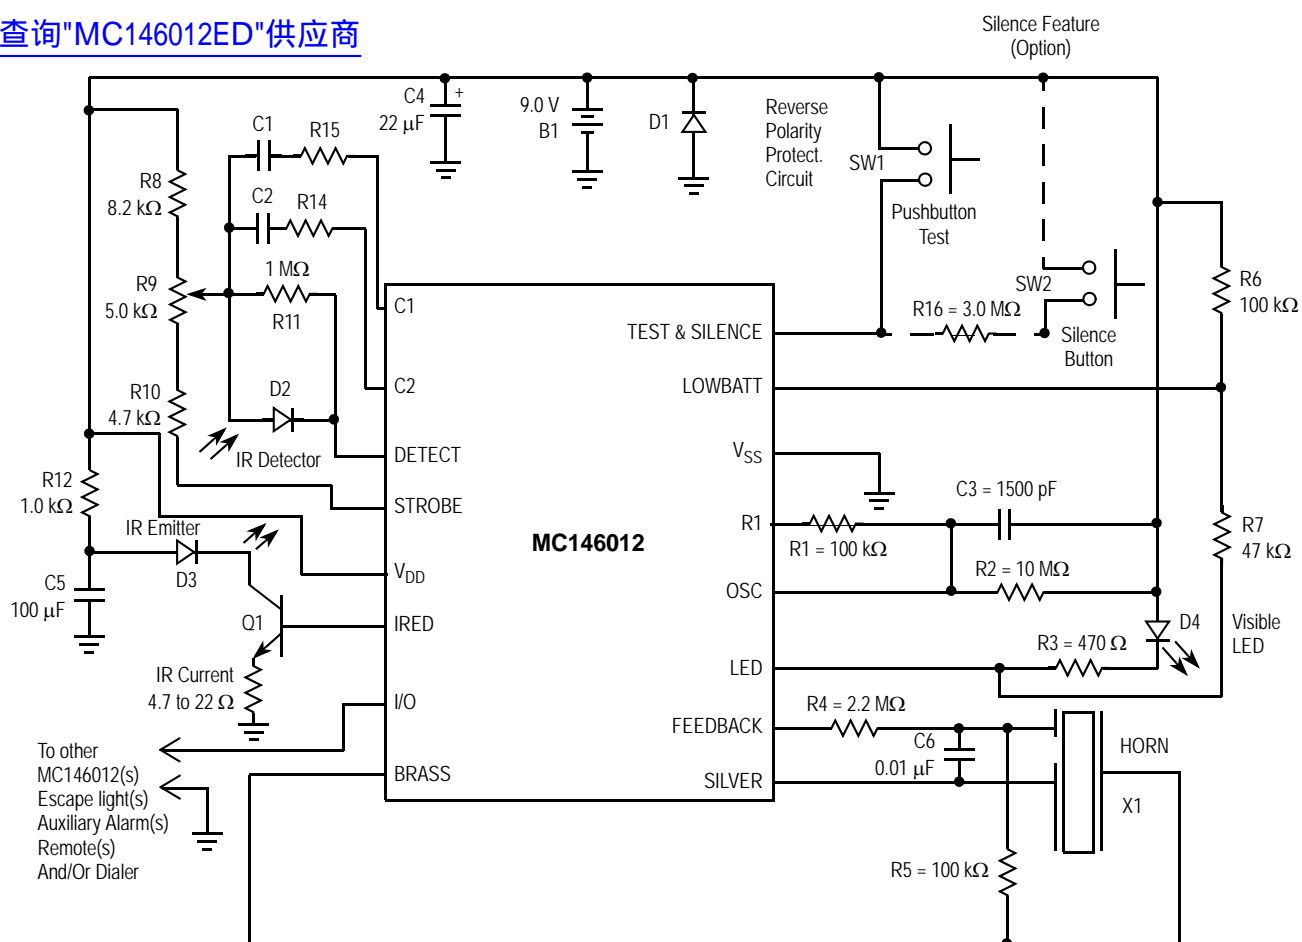 查询"MC146012ED"供应商
Silence Feature
(Option)
C4
+
22 μF
9.0 V
B1
D1
Reverse
Polarity
Protect.
Circuit
SW1
Pushbutton
Test
C1
R15
C2
R14
R8
8.2 kΩ
R9
5.0 kΩ
1 MΩ
R11
R10
4.7 kΩ
D2
IR Detector
R12
1.0 kΩ
IR Emitter
D3
C5
100 μF
Q1
IR Current
4.7 to 22 Ω
To other
MC146012(s)
Escape light(s)
Auxiliary Alarm(s)
Remote(s)
And/Or Dialer
C1
C2
DETECT
STROBE
VDD
IRED
I/O
BRASS
MC146012
TEST & SILENCE
LOWBATT
VSS
R1
OSC
LED
FEEDBACK
SILVER
SW2
R16 = 3.0 MΩ
Silence
Button
R6
100 kΩ
C3 = 1500 pF
R1 = 100 kΩ
R2 = 10 MΩ
R7
47 kΩ
D4
Visible
LED
R3 = 470 Ω
R4 = 2.2 MΩ
C6
0.01 μF
HORN
X1
R5 = 100 kΩ